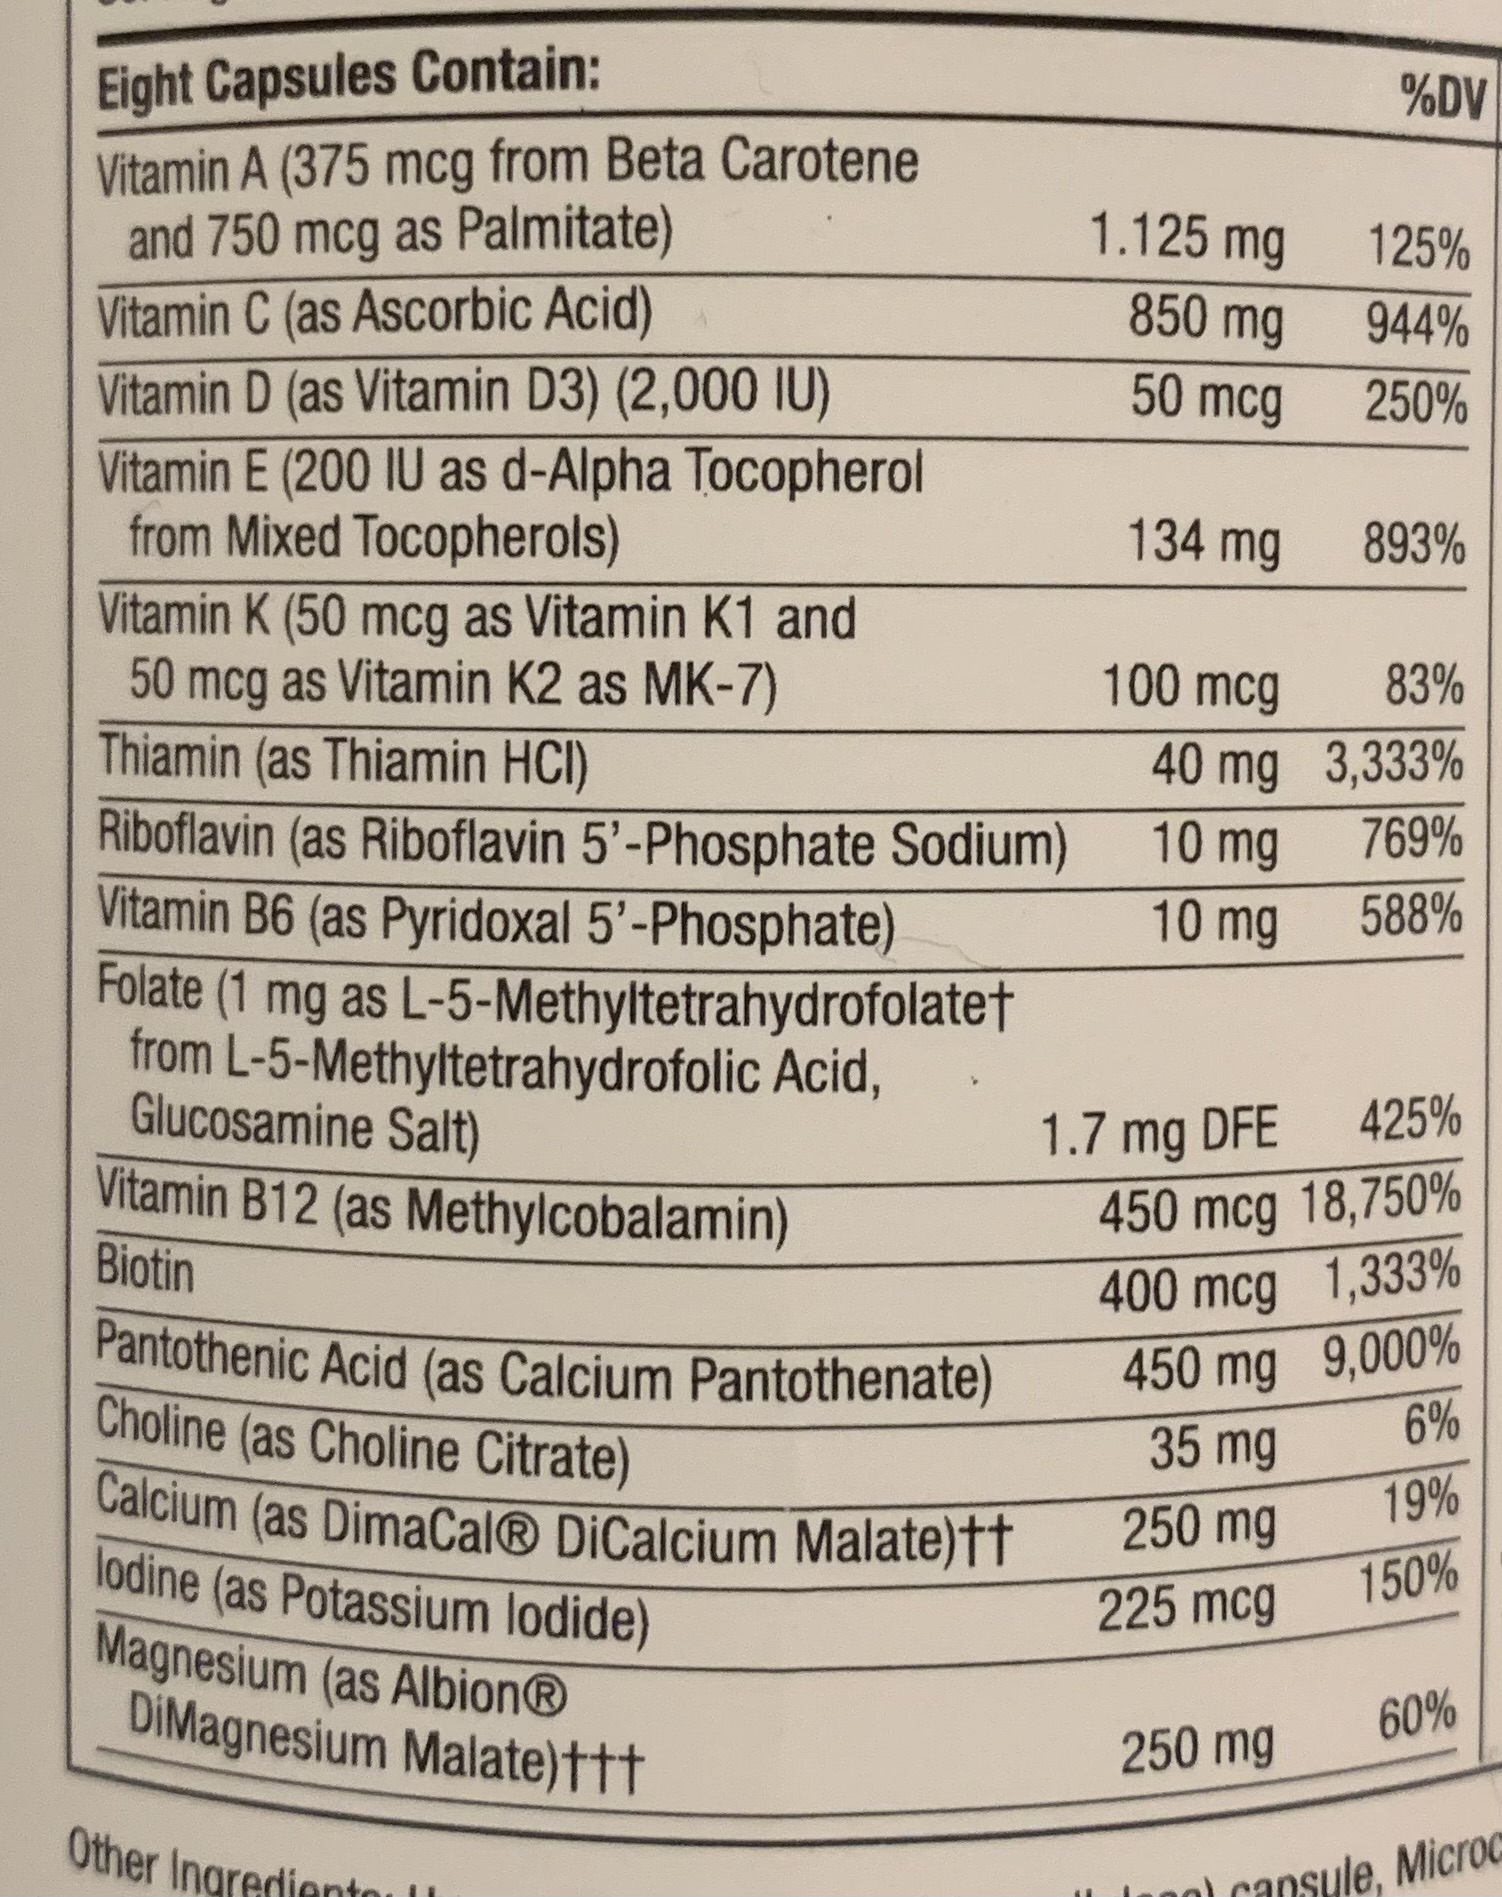 Eight Capsules Contain: %DV
Vitamin A (375 mcg from Beta Carotene
and 750 mcg as Palmitate) 1.125 mg 125%
Vitamin C (as Ascorbic Acid) 850 mg 944%
Vitamin D (as Vitamin D3) (2,000 IU) 50 mcg 250%
Vitamin E (200 IU as d-Alpha Tocopherol
from Mixed Tocopherols) 134 mg 893%
Vitamin K (50 mcg as Vitamin K1 and
50 mcg as Vitamin K2 as MK-7) 100 mcg 83%
Thiamin (as Thiamin HCl) 40 mg 3,333%
Riboflavin (as Riboflavin 5’-Phosphate Sodium) 10 mg 769%
Vitamin B6 (as Pyridoxal 5’-Phosphate) 10 mg 588%
Folate (1 mg as L-5-Methyltetrahydrofolate†
from L-5-Methyltetrahydrofolic Acid,
Glucosamine Salt) 1.7 mg DFE 425%
Vitamin B12 (as Methylcobalamin) 450 mcg 18,750%
Biotin 400 mcg 1,333%
Pantothenic Acid (as Calcium Pantothenate) 450 mg 9,000%
Choline (as Choline Citrate) 35 mg 6%
Calcium (as DimaCal® DiCalcium Malate)†† 250 mg 19%
Iodine (as Potassium Iodide) 225 mcg 150%
Magnesium (as Albion®
DiMagnesium Malate)††† 250 mg 60%
Other Ingredients: capsule, Microc